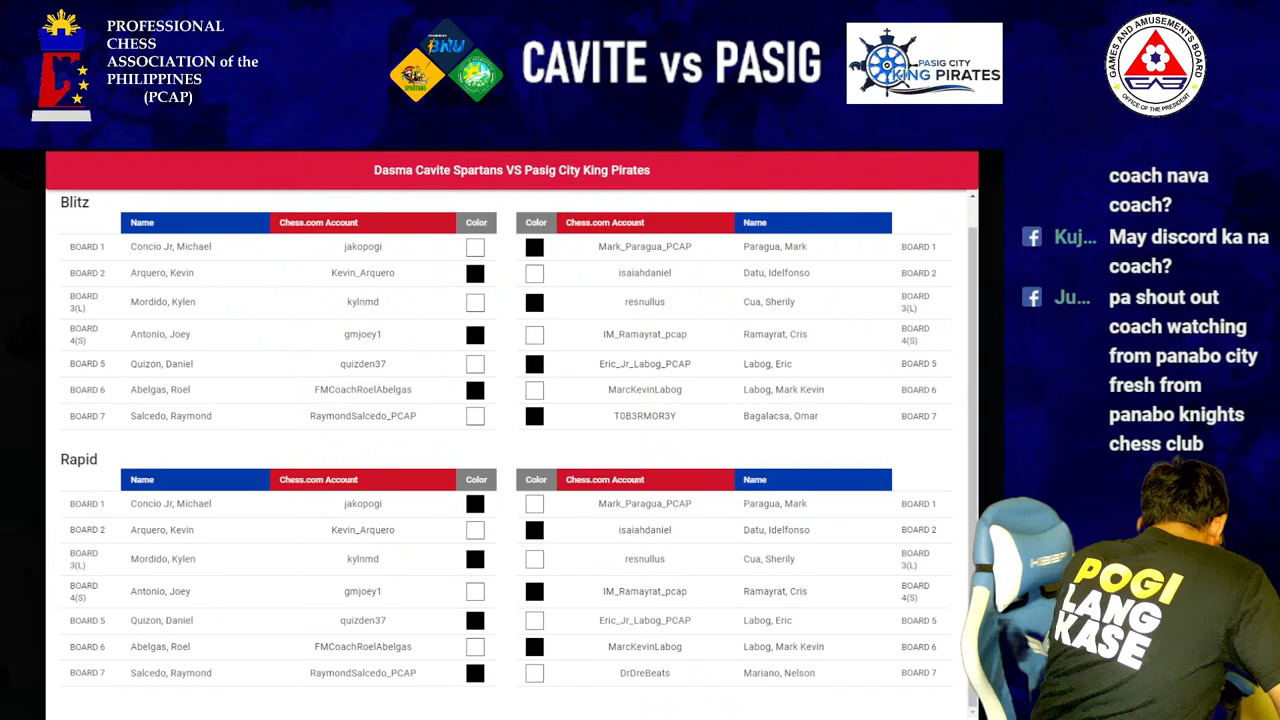 PROFESSIONAL
CHESS
ASSOCIATION of the
PHILIPPINES
(PCAP)
BNU
SPARTANS
CAVITE vs PASIG
PASIG CITY
KING PIRATES
GAMES AND AMUSEMENTS BOARD
GAB
OFFICE OF THE PRESIDENT
Dasma Cavite Spartans VS Pasig City King Pirates
Blitz
Name Chess.com Account Color Color Chess.com Account Name
BOARD 1 Concio Jr, Michael jakopogi Mark_Paragua_PCAP Paragua, Mark BOARD 1
BOARD 2 Arquero, Kevin Kevin_Arquero isaiahdaniel Datu, Idelfonso BOARD 2
BOARD 3(L) Mordido, Kylen kylnmd resnullus Cua, Sherily BOARD 3(L)
BOARD 4(S) Antonio, Joey gmjoey1 IM_Ramayrat_pcap Ramayrat, Cris BOARD 4(S)
BOARD 5 Quizon, Daniel quizden37 Eric_Jr_Labog_PCAP Labog, Eric BOARD 5
BOARD 6 Abelgas, Roel FMCoachRoelAbelgas MarcKevinLabog Labog, Mark Kevin BOARD 6
BOARD 7 Salcedo, Raymond RaymondSalcedo_PCAP T0B3RMOR3Y Bagalacsa, Omar BOARD 7
Rapid
Name Chess.com Account Color Color Chess.com Account Name
BOARD 1 Concio Jr, Michael jakopogi Mark_Paragua_PCAP Paragua, Mark BOARD 1
BOARD 2 Arquero, Kevin Kevin_Arquero isaiahdaniel Datu, Idelfonso BOARD 2
BOARD 3(L) Mordido, Kylen kylnmd resnullus Cua, Sherily BOARD 3(L)
BOARD 4(S) Antonio, Joey gmjoey1 IM_Ramayrat_pcap Ramayrat, Cris BOARD 4(S)
BOARD 5 Quizon, Daniel quizden37 Eric_Jr_Labog_PCAP Labog, Eric BOARD 5
BOARD 6 Abelgas, Roel FMCoachRoelAbelgas MarcKevinLabog Labog, Mark Kevin BOARD 6
BOARD 7 Salcedo, Raymond RaymondSalcedo_PCAP DrDreBeats Mariano, Nelson BOARD 7
coach nava
coach?
Kuj... May discord ka na
coach?
Ju... pa shout out
coach watching
from panabo city
fresh from
panabo knights
chess club
POGI
LANG
KASE